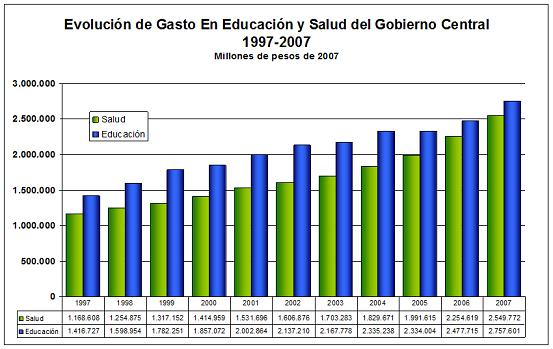 Evolución de Gasto En Educación y Salud del Gobierno Central
1997-2007
Millones de pesos de 2007
3.000.000
2.500.000
2.000.000
1.500.000
1.000.000
500.000
0
Salud
Educación
1997 1998 1999 2000 2001 2002 2003 2004 2005 2006 2007
Salud 1.168.608 1.254.875 1.317.152 1.414.959 1.531.696 1.606.876 1.703.283 1.829.671 1.991.615 2.254.619 2.549.772
Educación 1.416.727 1.598.954 1.782.251 1.857.072 2.002.864 2.137.210 2.167.778 2.335.238 2.334.004 2.477.715 2.757.601